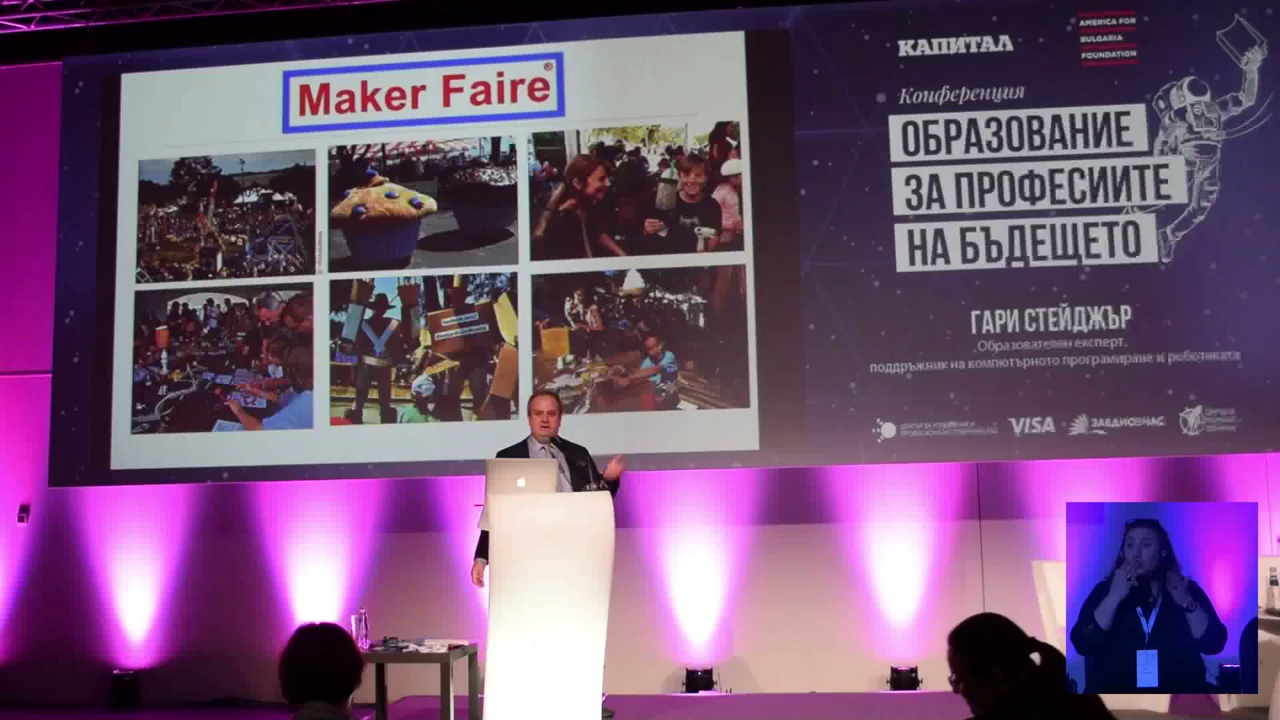 Maker Faire®
КАПИТАЛ
AMERICA FOR
BULGARIA
FOUNDATION
Конференция
ОБРАЗОВАНИЕ
ЗА ПРОФЕСИИТЕ
НА БЪДЕЩЕТО
ГАРИ СТЕЙДЖЪР
Образователен експерт,
поддръжник на компютърното програмиране и роботиката
VISA
ЗАЕДНОВЧАС